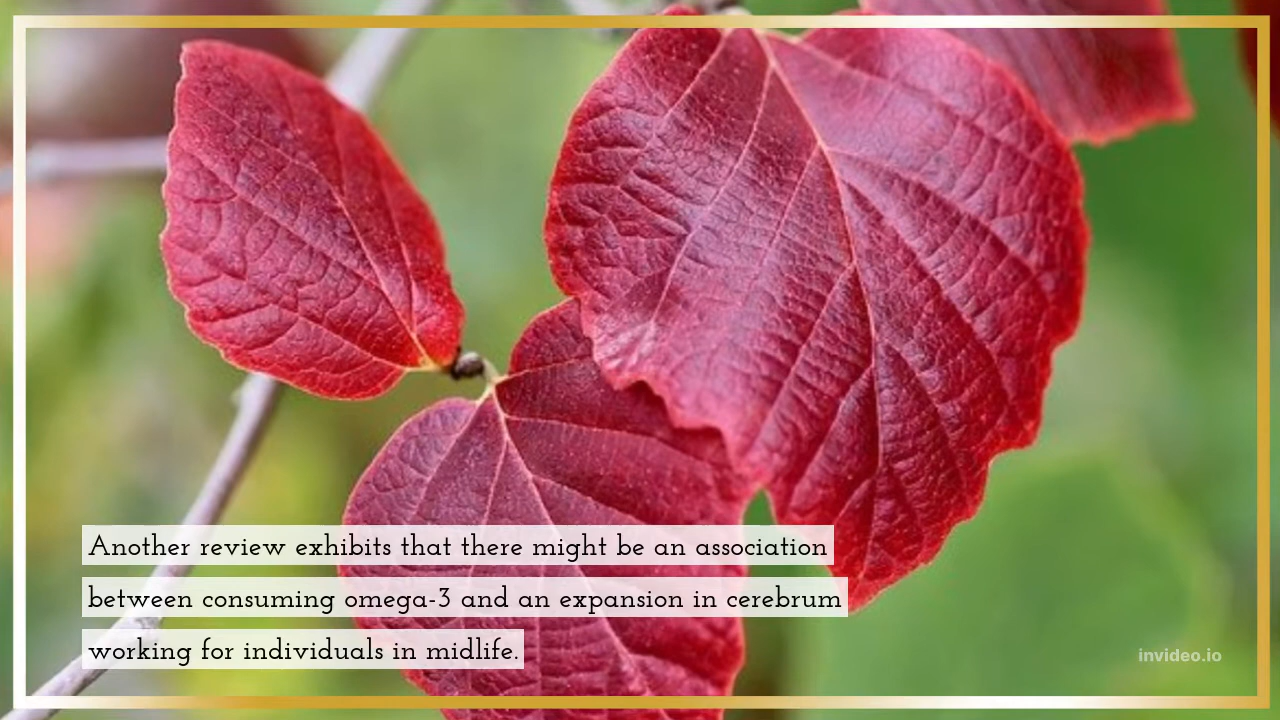 Another review exhibits that there might be an association
between consuming omega-3 and an expansion in cerebrum
working for individuals in midlife.
invideo.io